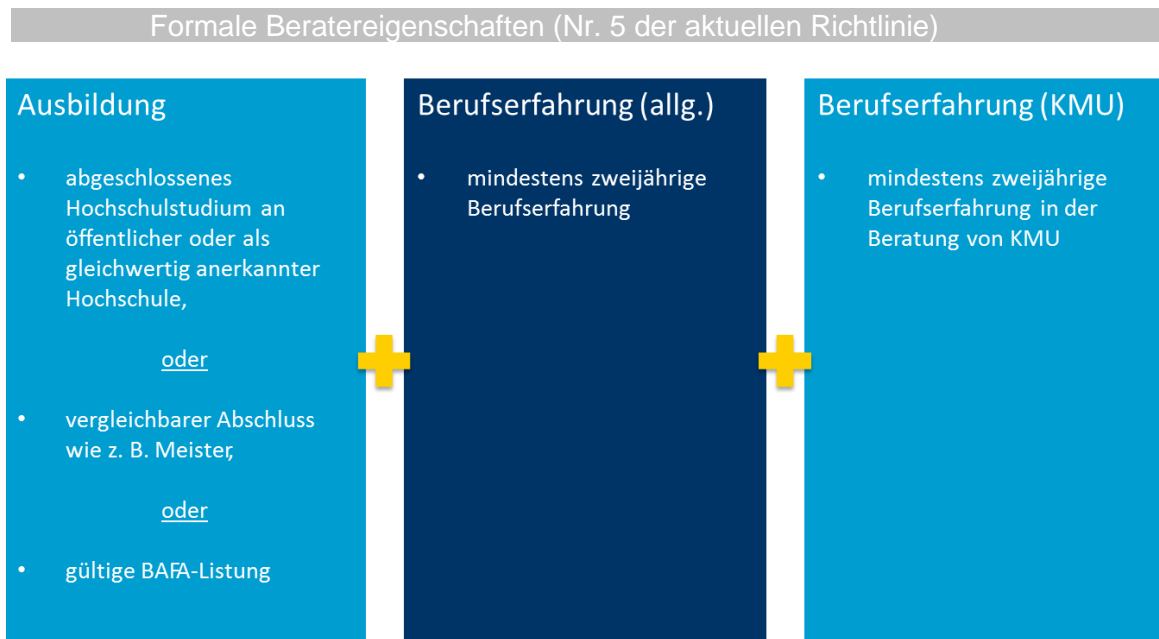 Formale Beratereigenschaften (Nr. 5 der aktuellen Richtlinie)
Ausbildung
• abgeschlossenes
Hochschulstudium an
öffentlicher oder als
gleichwertig anerkannter
Hochschule,
oder
• vergleichbarer Abschluss
wie z. B. Meister,
oder
• gültige BAFA-Listung
Berufserfahrung (allg.)
• mindestens zweijährige
Berufserfahrung
Berufserfahrung (KMU)
• mindestens zweijährige
Berufserfahrung in der
Beratung von KMU